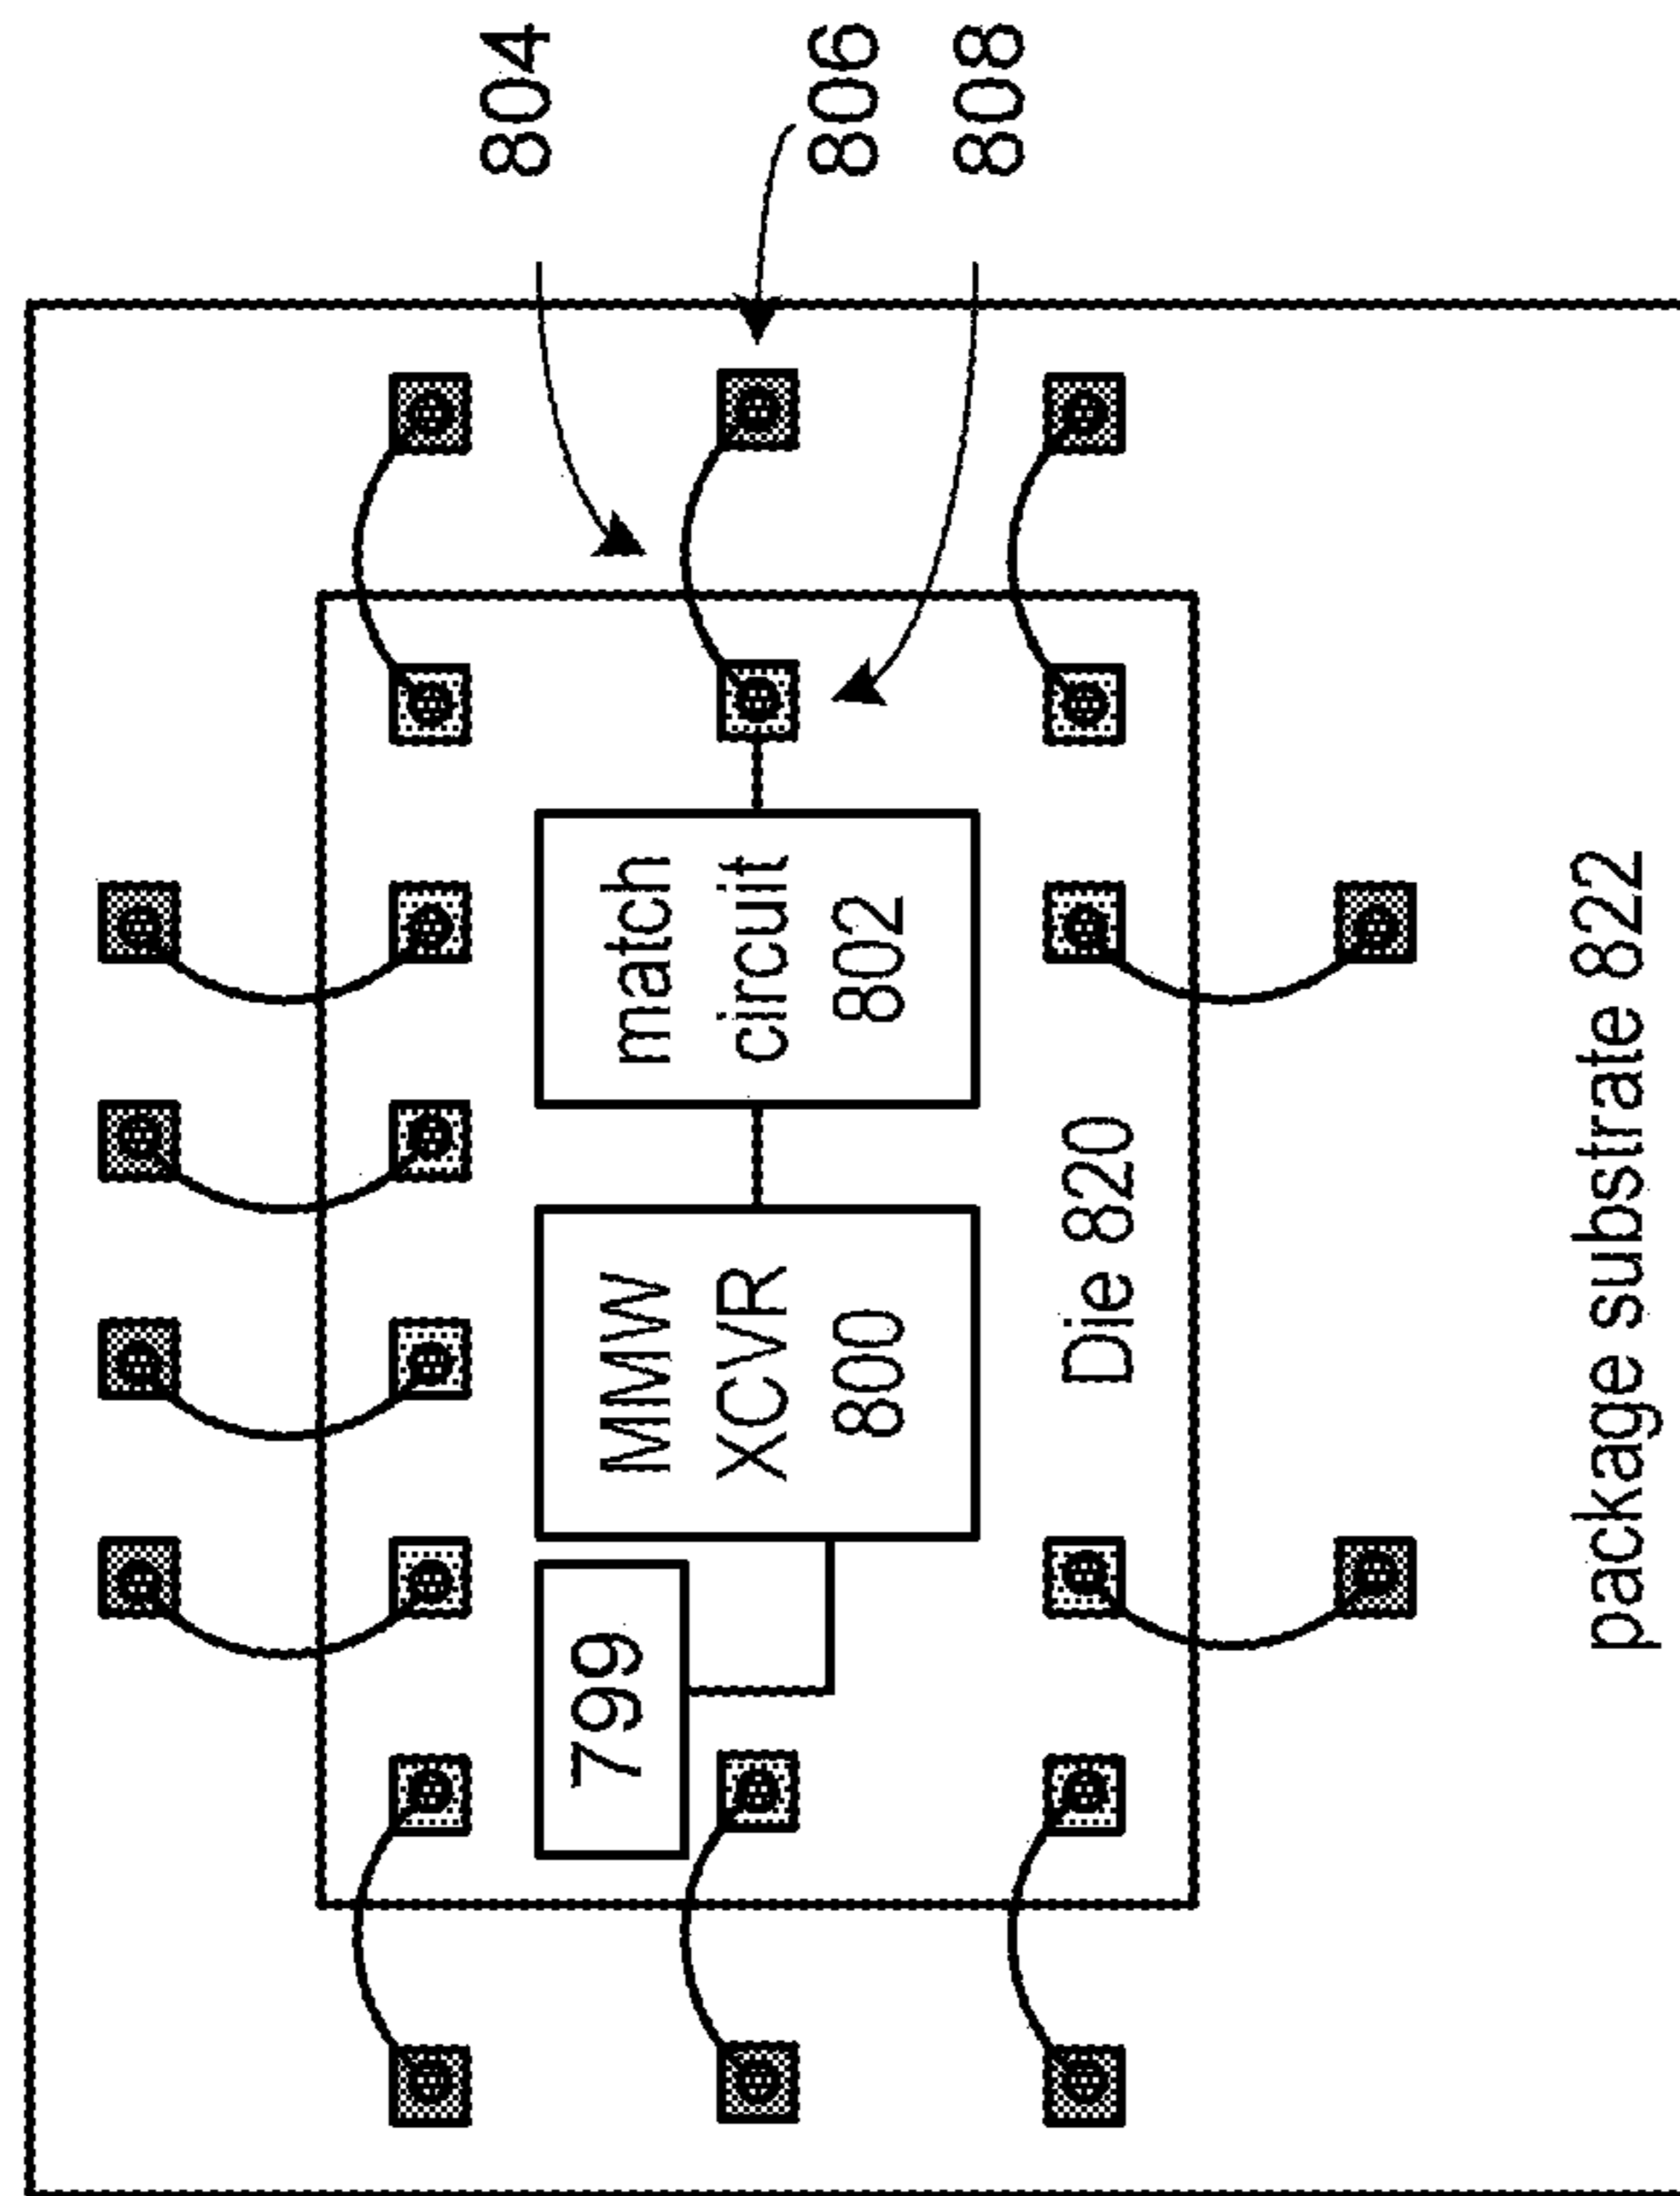 804
806
808
match
circuit
802
MMW
XCVR
800
799
Die 820
package substrate 822